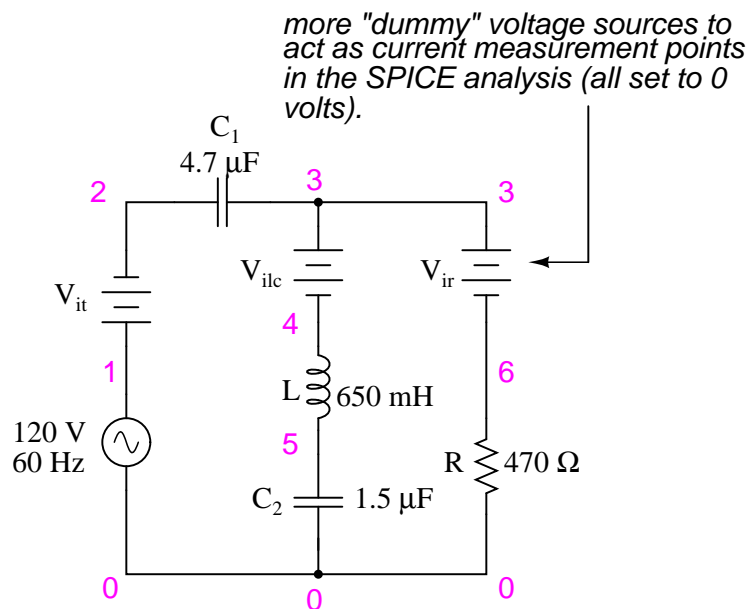 more "dummy" voltage sources to
act as current measurement points
in the SPICE analysis (all set to 0
volts).
C1
4.7 μF
2
3
3
Vit
Vilc
Vir
4
1
6
L
650 mH
120 V
60 Hz
5
R
470 Ω
C2
1.5 μF
0
0
0